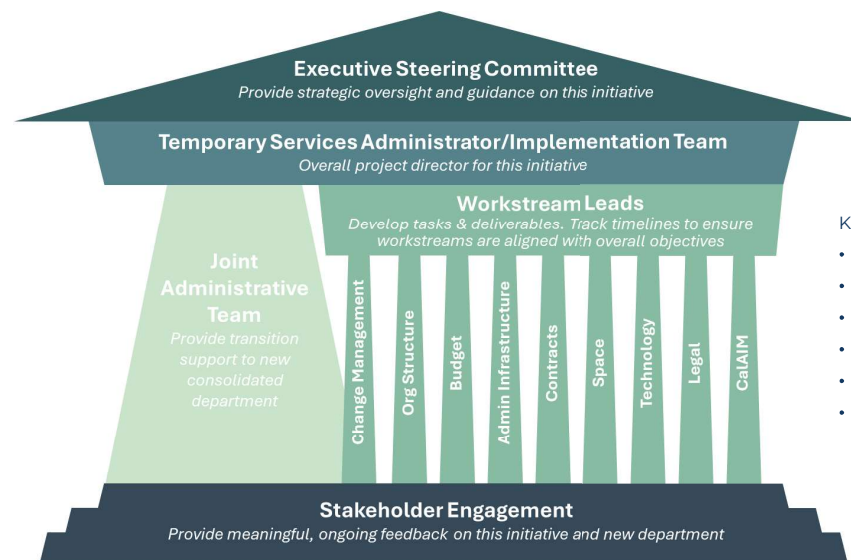 Executive Steering Committee
Provide strategic oversight and guidance on this initiative
Temporary Services Administrator/Implementation Team
Overall project director for this initiative
Workstream Leads
Develop tasks & deliverables. Track timelines to ensure
workstreams are aligned with overall objectives
Joint
Administrative
Team
Provide transition
support to new
consolidated
department
Change Management
Org Structure
Budget
Admin Infrastructure
Contracts
Space
Technology
Legal
CalAIM
K
•
•
•
•
•
•
Stakeholder Engagement
Provide meaningful, ongoing feedback on this initiative and new department